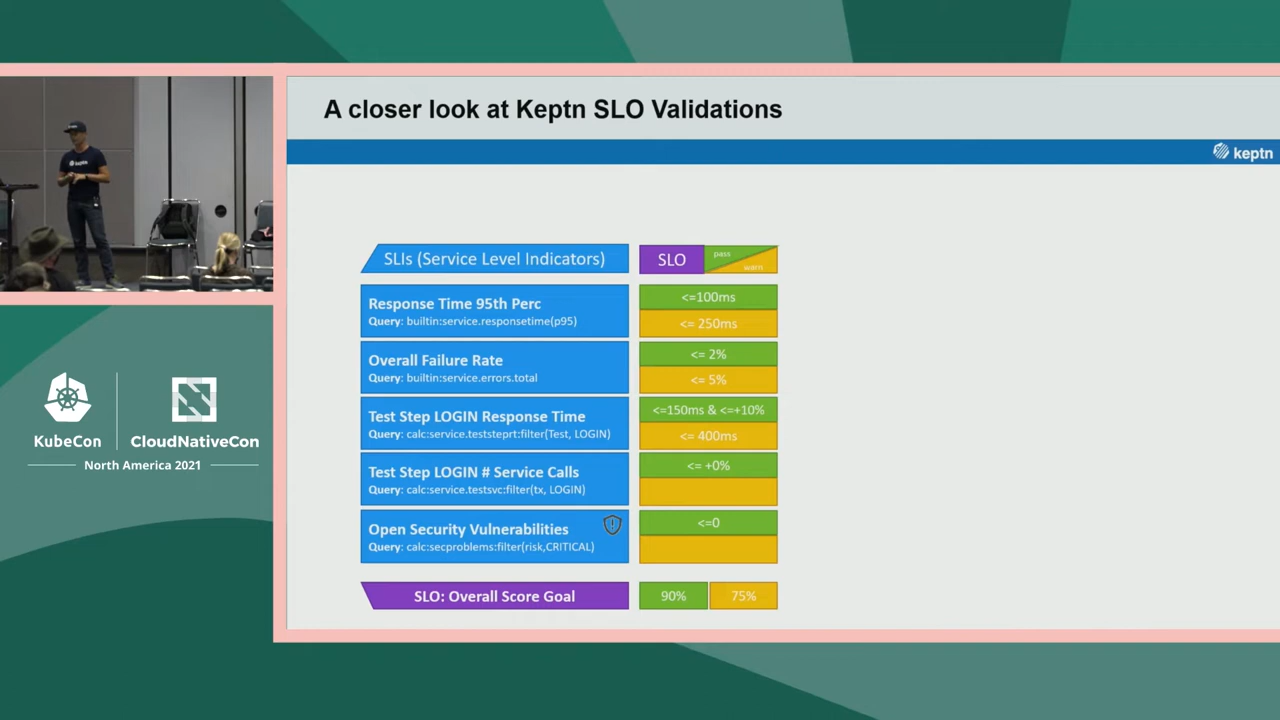 A closer look at Keptn SLO Validations
keptn
keptn
SLIs (Service Level Indicators)
SLO
pass
warn
Response Time 95th Perc
Query: builtin:service.responsetime(p95)
<=100ms
<= 250ms
Overall Failure Rate
Query: builtin:service.errors.total
<= 2%
<= 5%
Test Step LOGIN Response Time
Query: calc:service.teststeprt:filter(Test, LOGIN)
<=150ms & <=+10%
<= 400ms
Test Step LOGIN # Service Calls
Query: calc:service.testsvc:filter(tx, LOGIN)
<= +0%
Open Security Vulnerabilities
Query: calc:secproblems:filter(risk,CRITICAL)
<=0
SLO: Overall Score Goal
90%
75%
KubeCon
CloudNativeCon
North America 2021